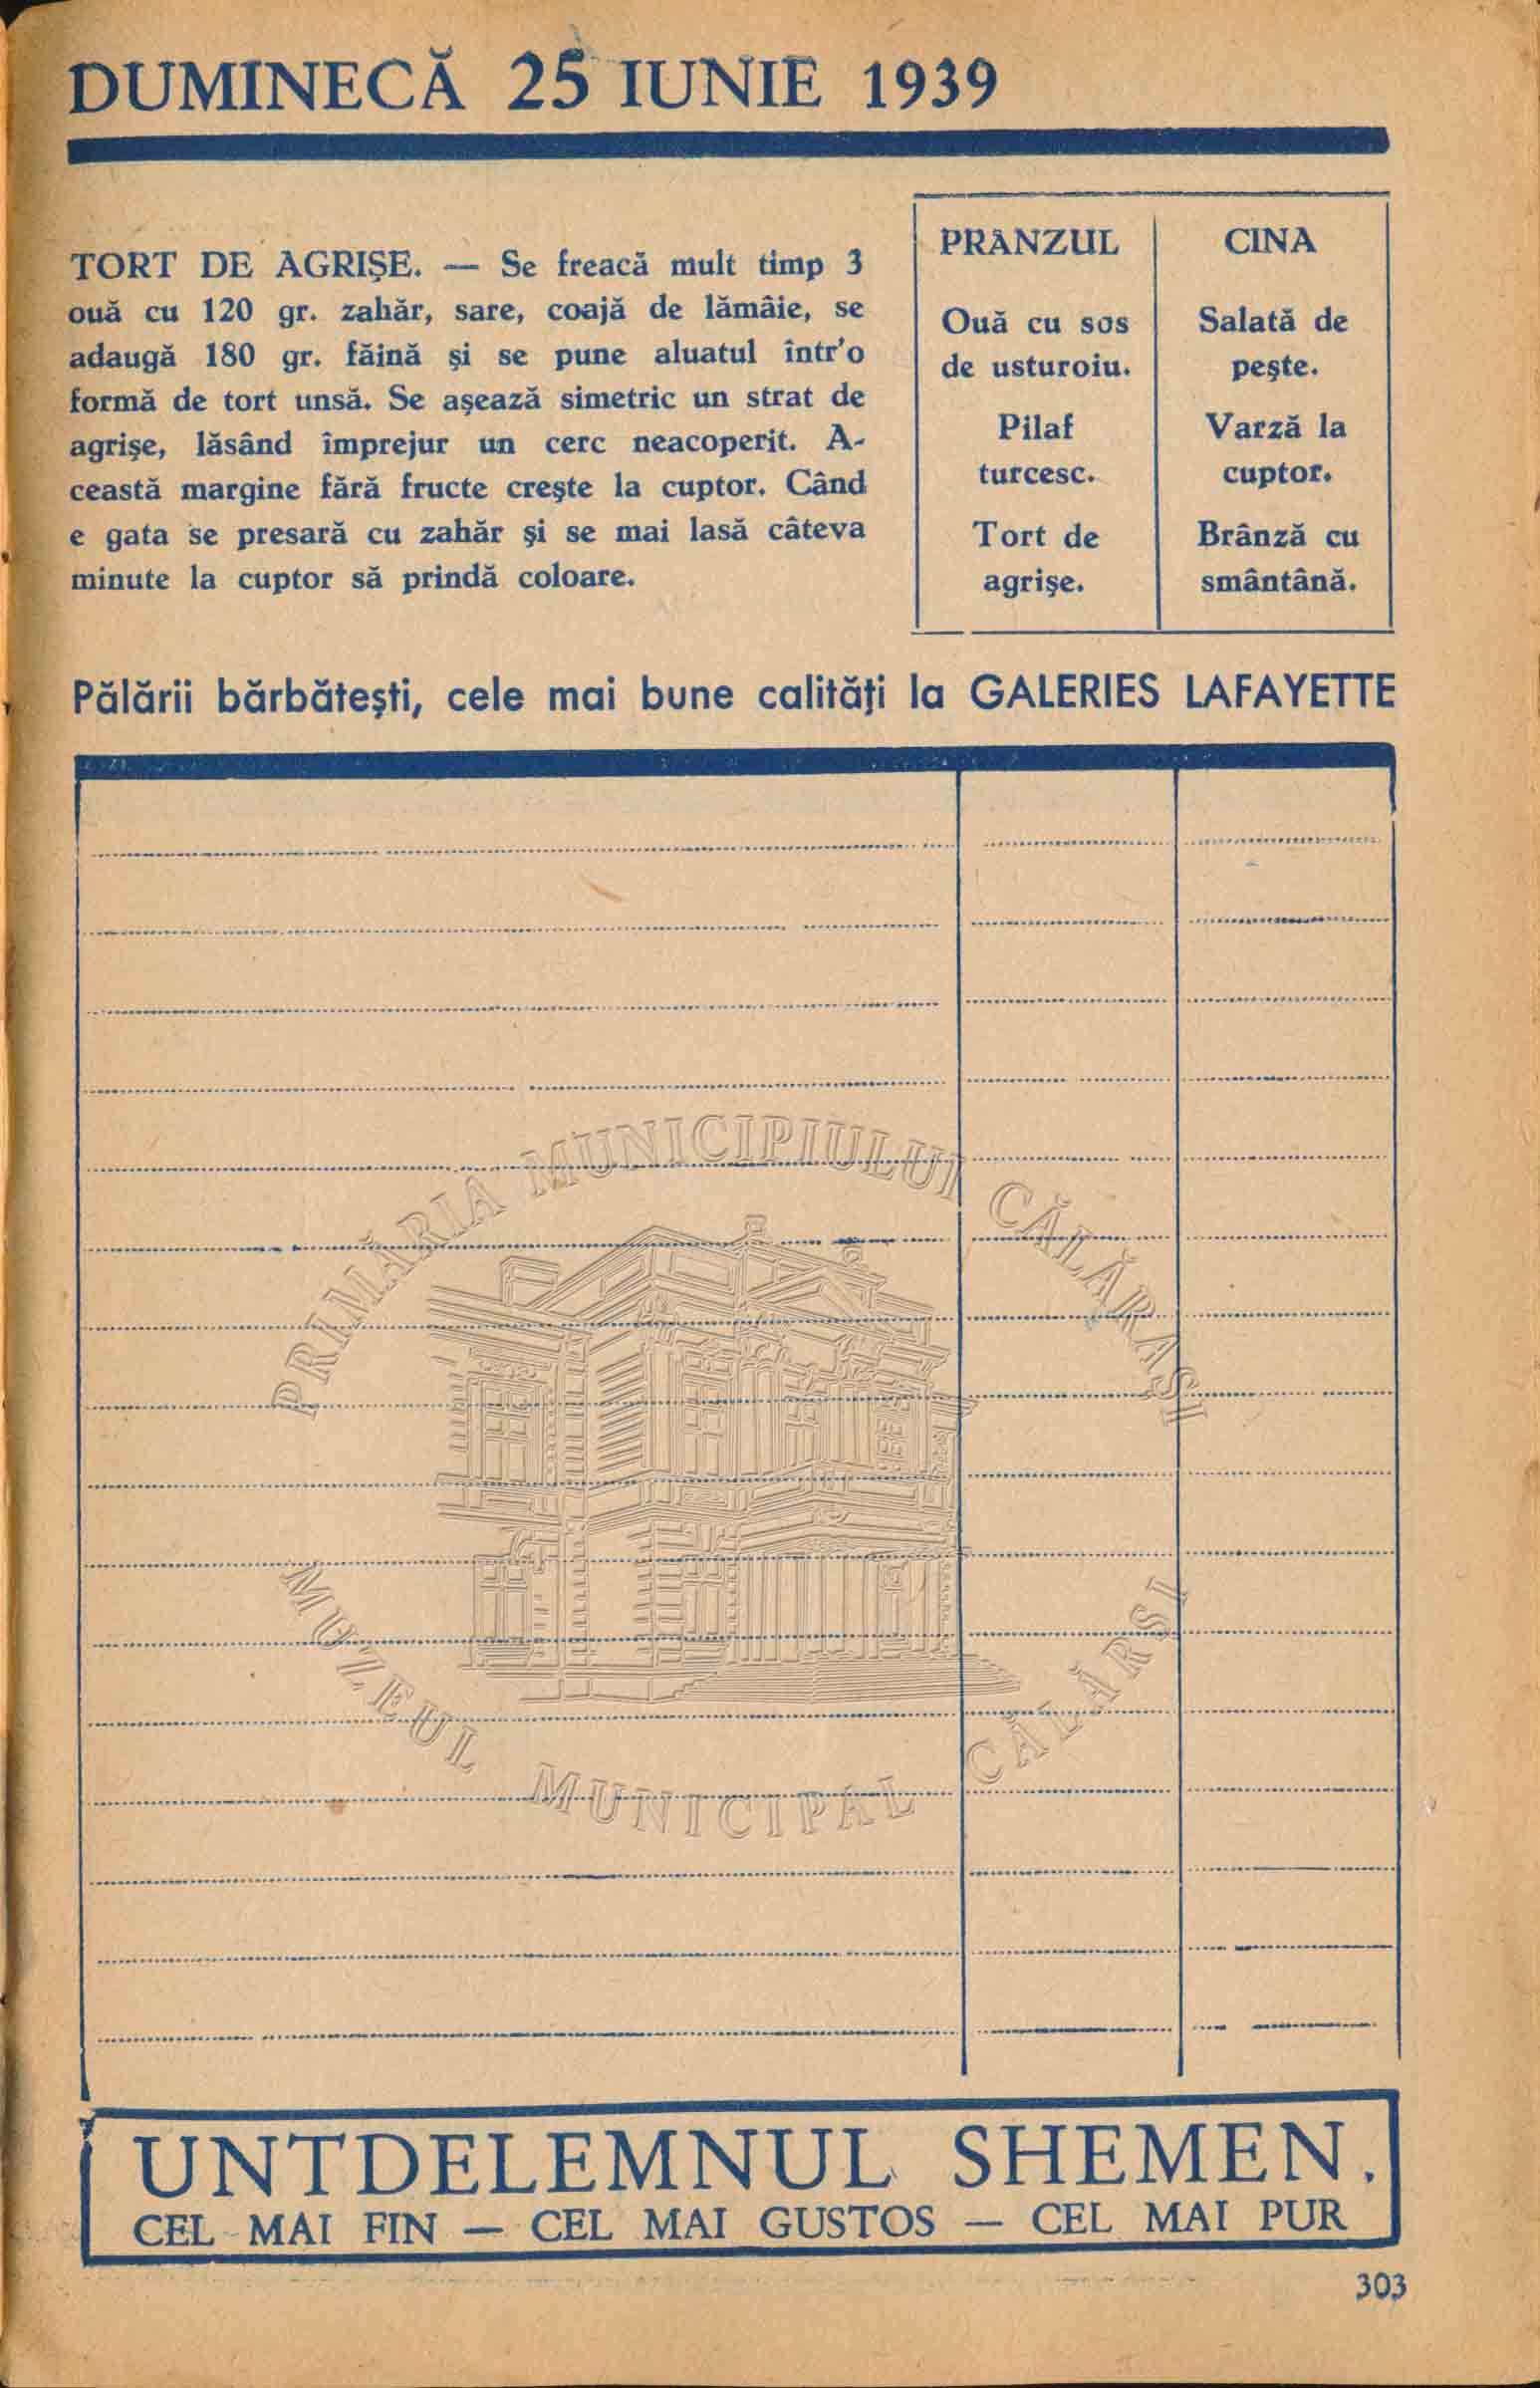 DUMINECĂ 25 IUNIE 1939
TORT DE AGRIŞE. — Se freacă mult timp 3
ouă cu 120 gr. zahăr, sare, coajă de lămâie, se
adaugă 180 gr. făină şi se pune aluatul într'o
formă de tort unsă. Se aşează simetric un strat de
agrişe, lăsând împrejur un cerc neacoperit. A-
ceastă margine fără fructe creşte la cuptor. Când
e gata se presară cu zahăr şi se mai lasă câteva
minute la cuptor să prindă coloare.
PRÂNZUL
Ouă cu sos
de usturoiu.
Pilaf
turcesc.
Tort de
agrişe.
CINA
Salată de
peşte.
Varză la
cuptor.
Brânză cu
smântână.
Pălării bărbăteşti, cele mai bune calităţi la GALERIES LAFAYETTE
PRIMĂRIA MUNICIPIULUI CĂLĂRAȘI
MUZEUL MUNICIPAL CĂLĂRSI
UNTDELEMNUL SHEMEN.
CEL MAI FIN — CEL MAI GUSTOS — CEL MAI PUR
303